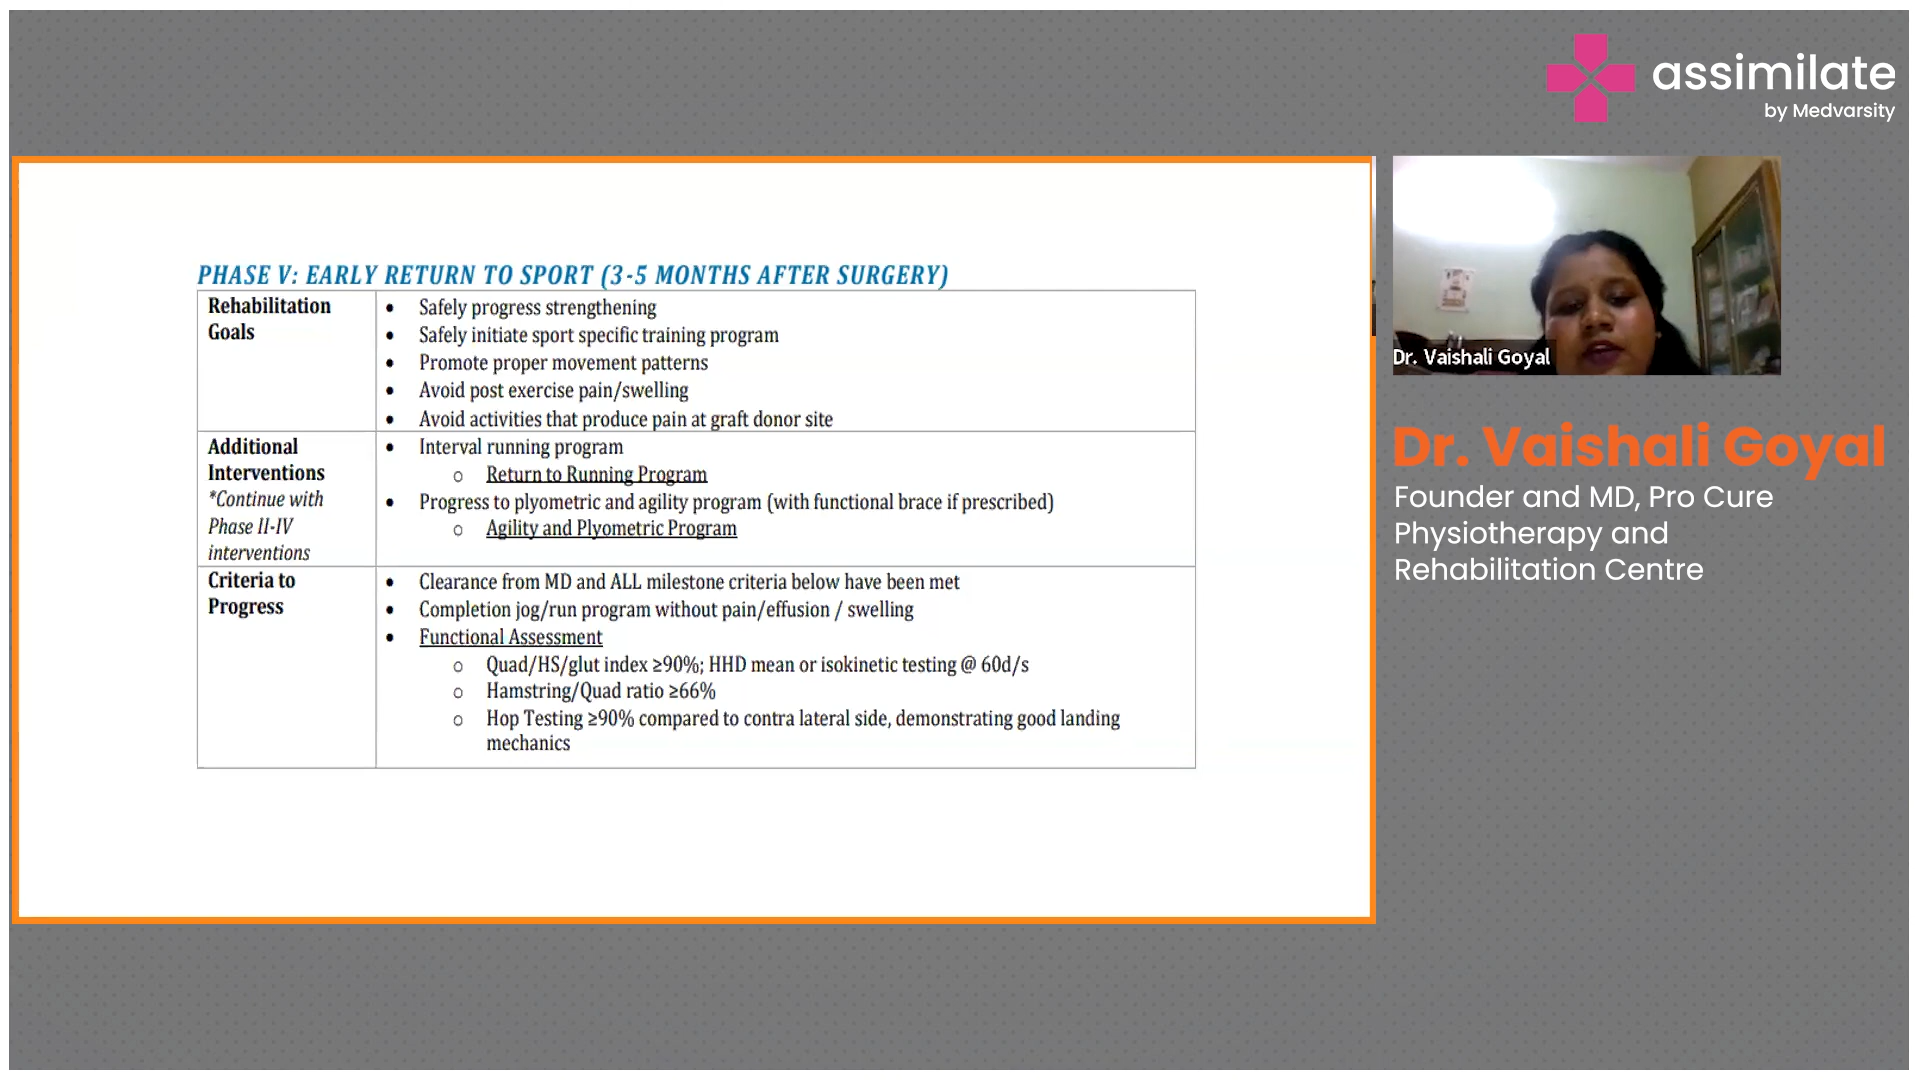 assimilate
by Medvarsity
PHASE V: EARLY RETURN TO SPORT (3-5 MONTHS AFTER SURGERY)
Rehabilitation
Goals
• Safely progress strengthening
• Safely initiate sport specific training program
• Promote proper movement patterns
• Avoid post exercise pain/swelling
• Avoid activities that produce pain at graft donor site
Additional
Interventions
*Continue with
Phase II-IV
interventions
• Interval running program
o Return to Running Program
• Progress to plyometric and agility program (with functional brace if prescribed)
o Agility and Plyometric Program
Criteria to
Progress
• Clearance from MD and ALL milestone criteria below have been met
• Completion jog/run program without pain/effusion / swelling
• Functional Assessment
o Quad/HS/glut index ≥90%; HHD mean or isokinetic testing @ 60d/s
o Hamstring/Quad ratio ≥66%
o Hop Testing ≥90% compared to contra lateral side, demonstrating good landing
mechanics
Dr. Vaishali Goyal
Dr. Vaishali Goyal
Founder and MD, Pro Cure
Physiotherapy and
Rehabilitation Centre